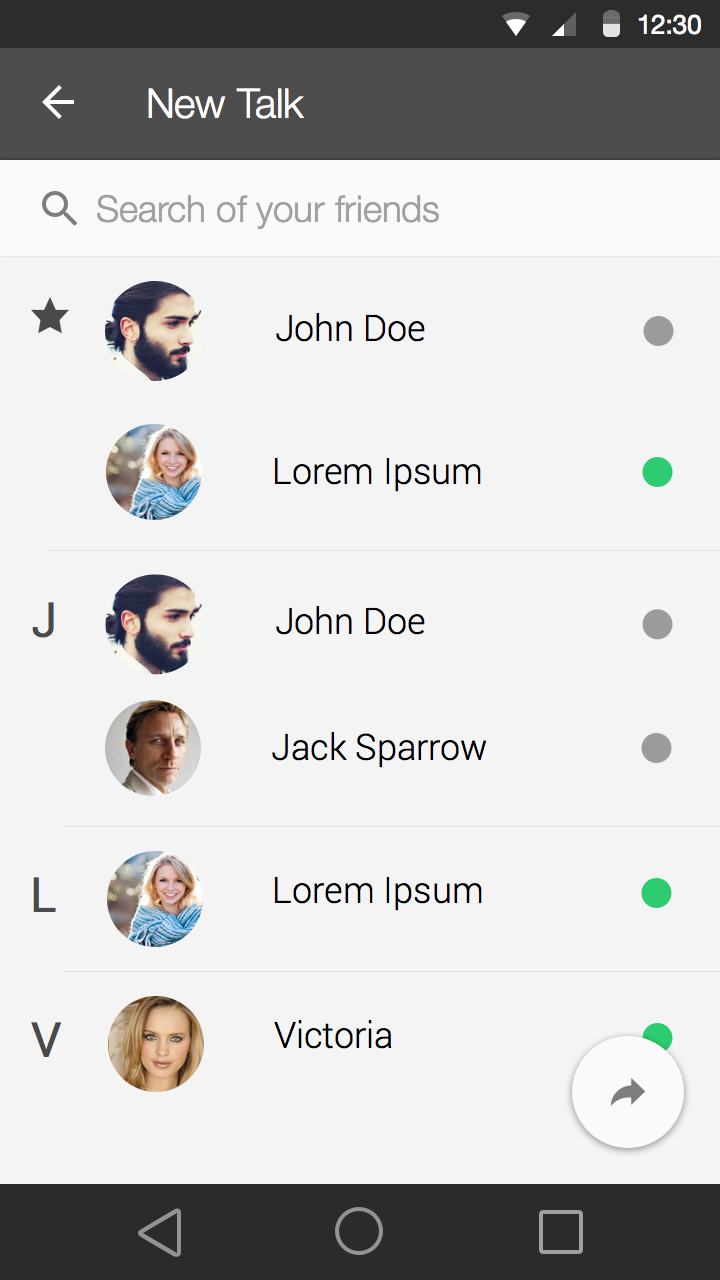 12:30
New Talk
Search of your friends
John Doe
Lorem Ipsum
J
John Doe
Jack Sparrow
L
Lorem Ipsum
V
Victoria